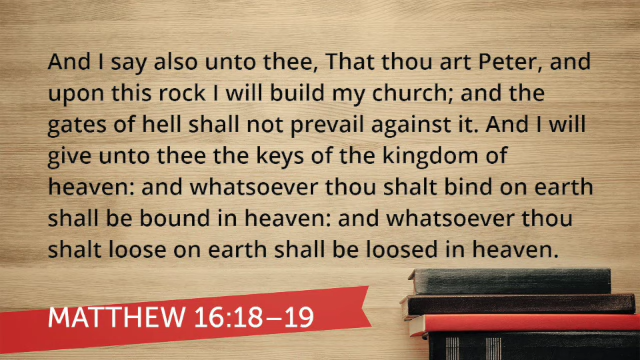 And I say also unto thee, That thou art Peter, and
upon this rock I will build my church; and the
gates of hell shall not prevail against it. And I will
give unto thee the keys of the kingdom of
heaven: and whatsoever thou shalt bind on earth
shall be bound in heaven: and whatsoever thou
shalt loose on earth shall be loosed in heaven.
MATTHEW 16:18–19